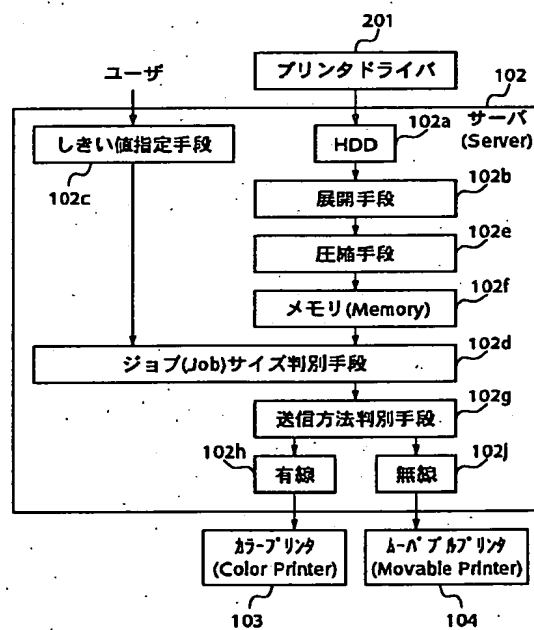 201
ユーザ
プリンタドライバ
102
サーバ
(Server)
しきい値指定手段
HDD
102a
102c
102b
展開手段
102e
圧縮手段
102f
メモリ(Memory)
102d
ジョブ(Job)サイズ判別手段
102g
送信方法判別手段
102h
有線
無線
102j
カラープリンタ
(Color Printer)
ムーバブルプリンタ
(Movable Printer)
103
104